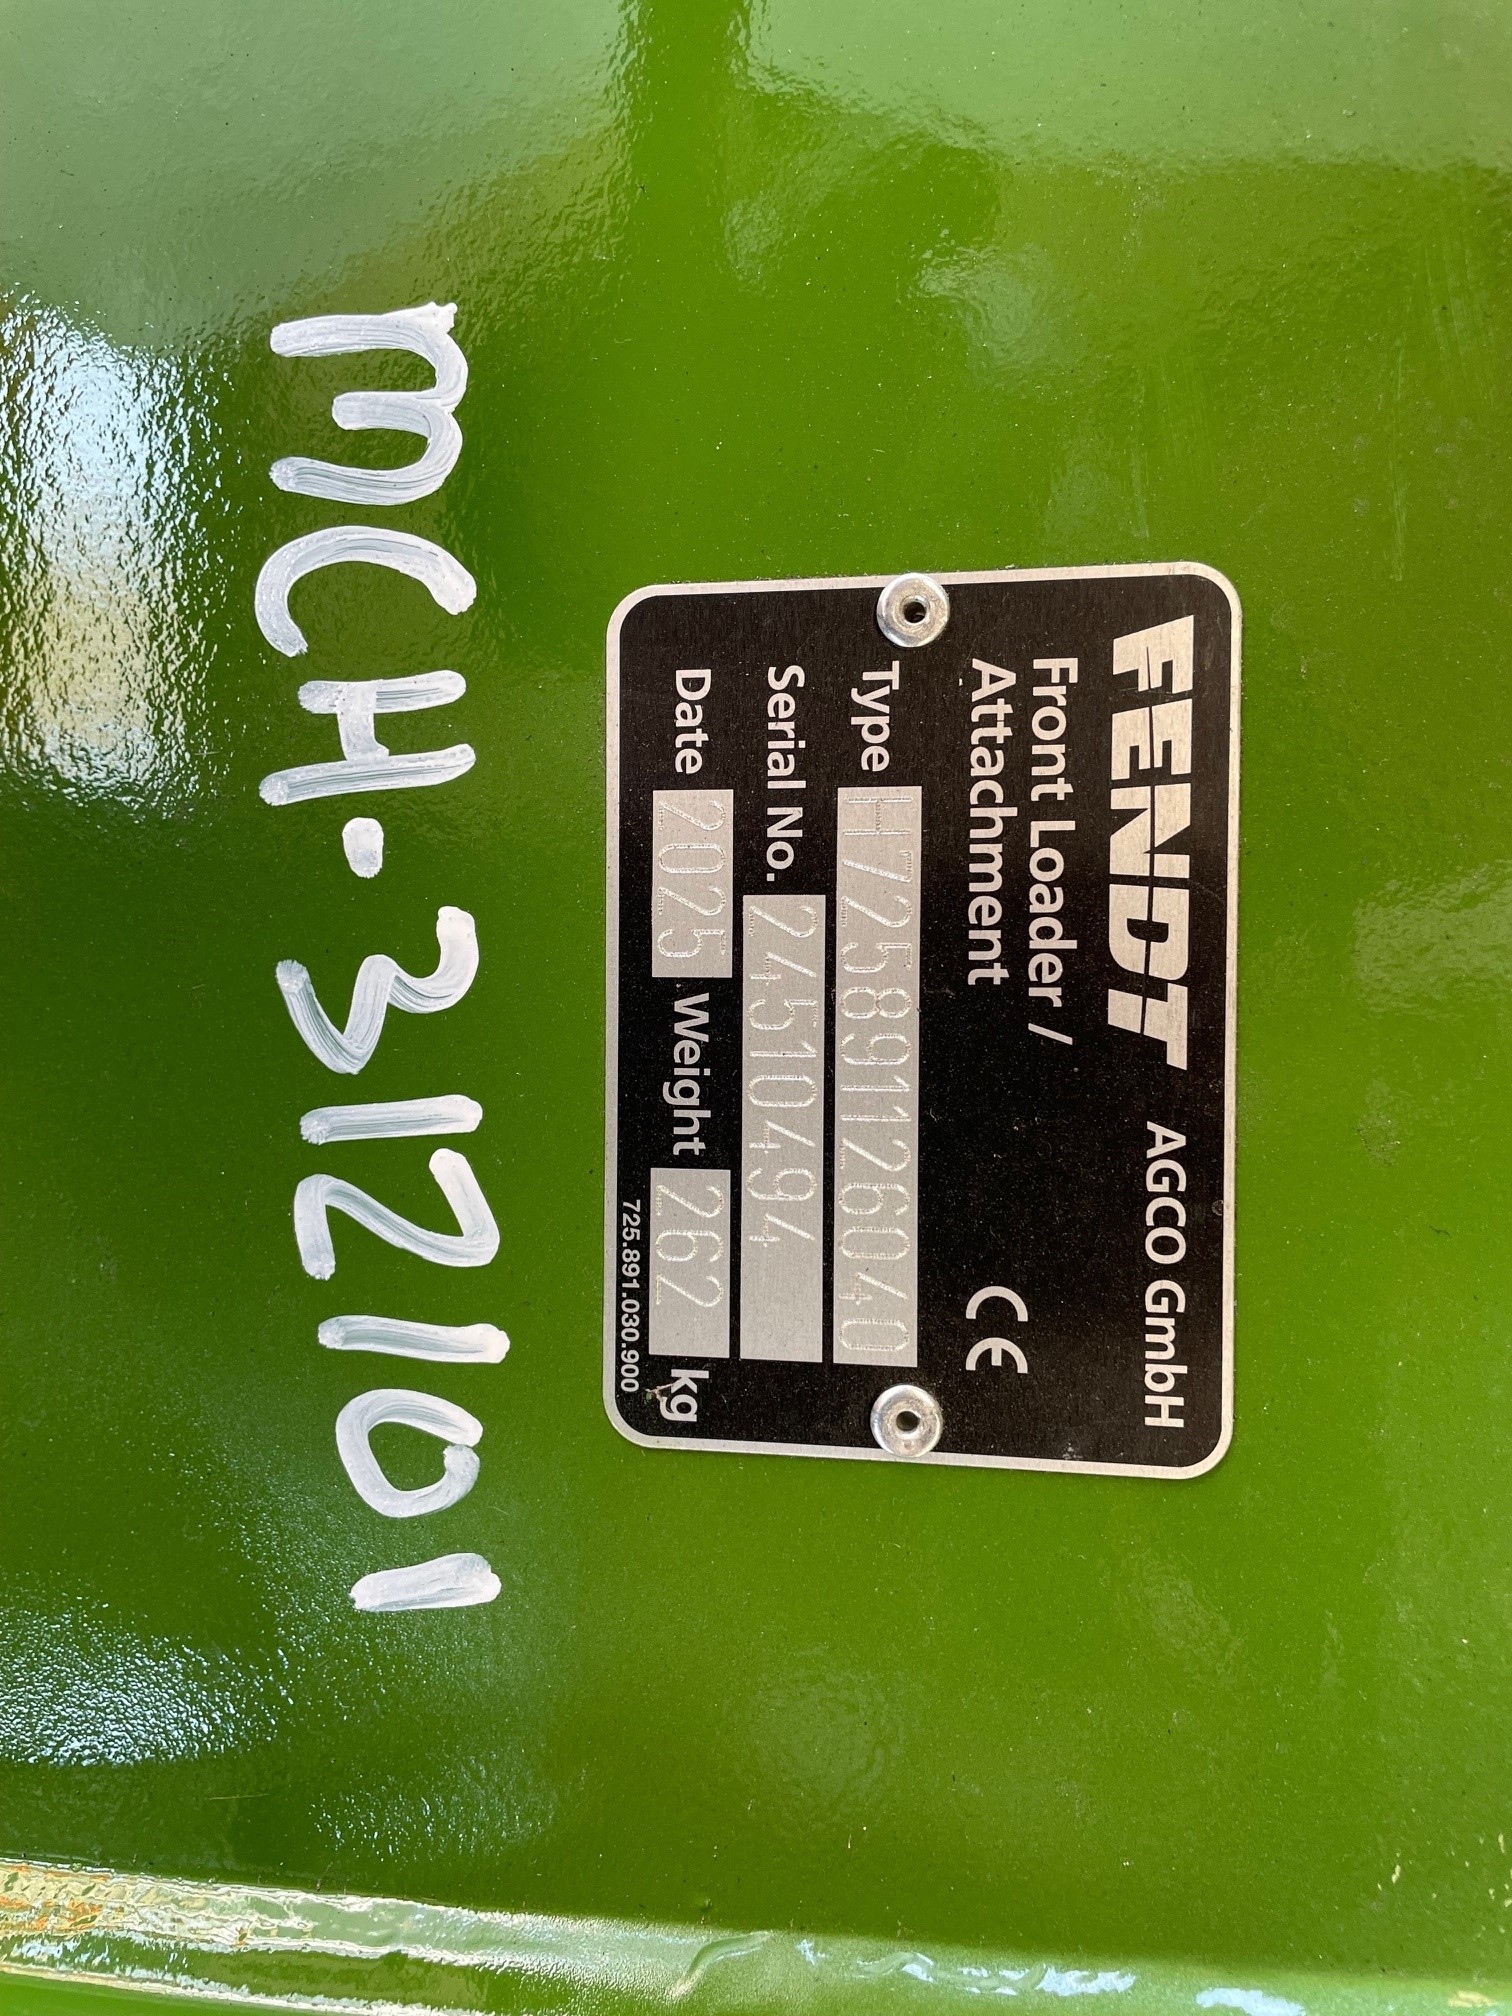 FENDT AGCO GmbH
Front Loader /
Attachment
CE
Type H725891126040
Serial No. 24510494
Date 2025 Weight 262 kg
725.891.030.900
MCH-312101